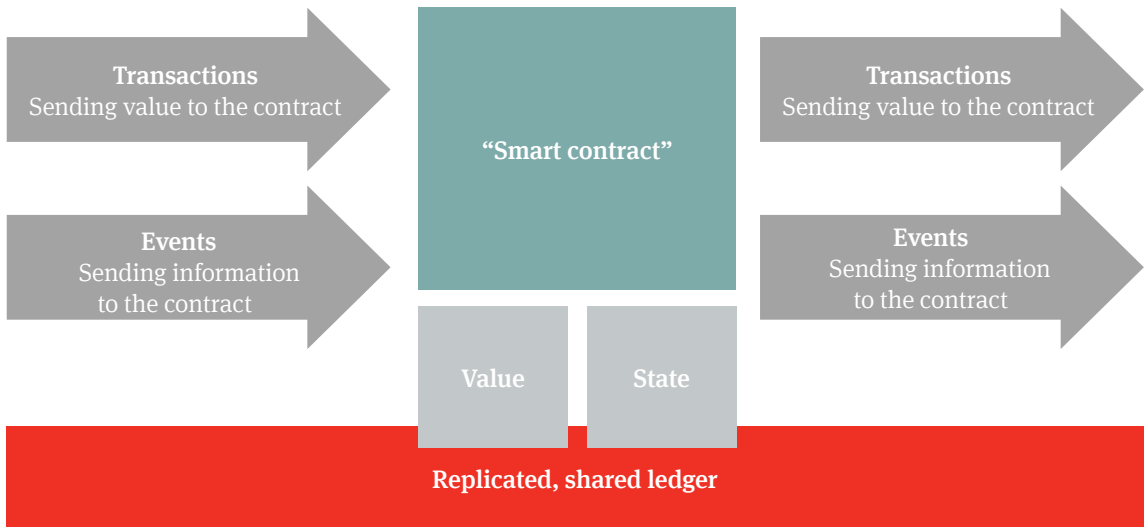 Transactions
Sending value to the contract
Events
Sending information
to the contract
“Smart contract”
Value
State
Transactions
Sending value to the contract
Events
Sending information
to the contract
Replicated, shared ledger